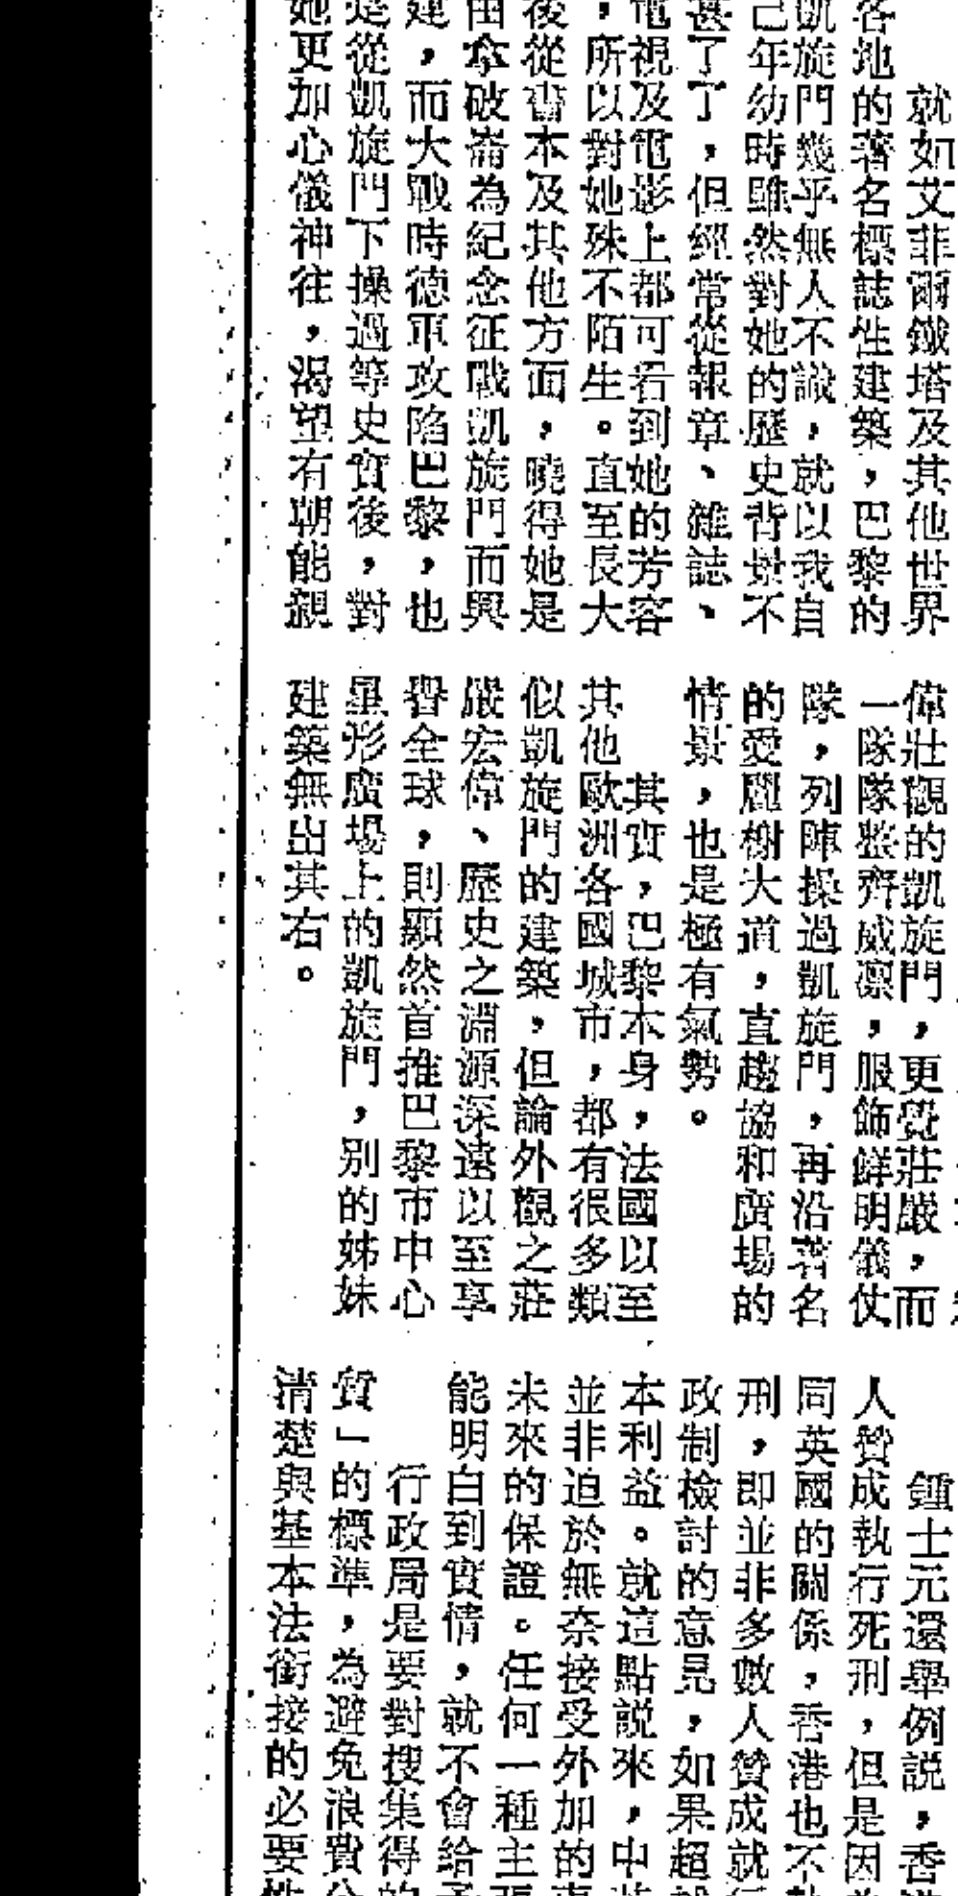 就如艾菲爾鐵塔及其他世界
各地的著名標誌性建築，巴黎的
凱旋門幾乎無人不識，就以我自
己年幼時雖然對她的歷史背景不
甚了了，但經常從報章、雜誌、
電視及電影上都可看到她的芳容
，所以對她殊不陌生。直至長大
後從書本及其他方面，曉得她是
由拿破崙為紀念征戰凱旋門而興
建，而大戰時德軍攻陷巴黎，也
是從凱旋門下操過等史實後，對
她更加心儀神往，渴望有朝能親
偉壯觀的凱旋門，更覺莊嚴，而
一隊隊整齊威凛，服飾鮮明儀仗
隊，列陣操過凱旋門，再沿著名
的愛麗榭大道，直趨協和廣場的
情景，也是極有氣勢。
其實，巴黎本身，法國以至
其他歐洲各國城市，都有很多類
似凱旋門的建築，但論外觀之莊
嚴宏偉、歷史之淵源深遠以至享
譽全球，則顯然首推巴黎市中心
星形廣場上的凱旋門，別的姊妹
建築無出其右。
鍾士元還舉例説，香
人贊成執行死刑，但是因
同英國的關係，香港也不
刑，即並非多數人贊成就
政制檢討的意見，如果超
本利益。就這點説來，中
並非迫於無奈接受外加的
未來的保證。任何一種主
能明白到實情，就不會給
行政局是要對搜集得
質」的標準，為避免浪費
清楚與基本法銜接的必要